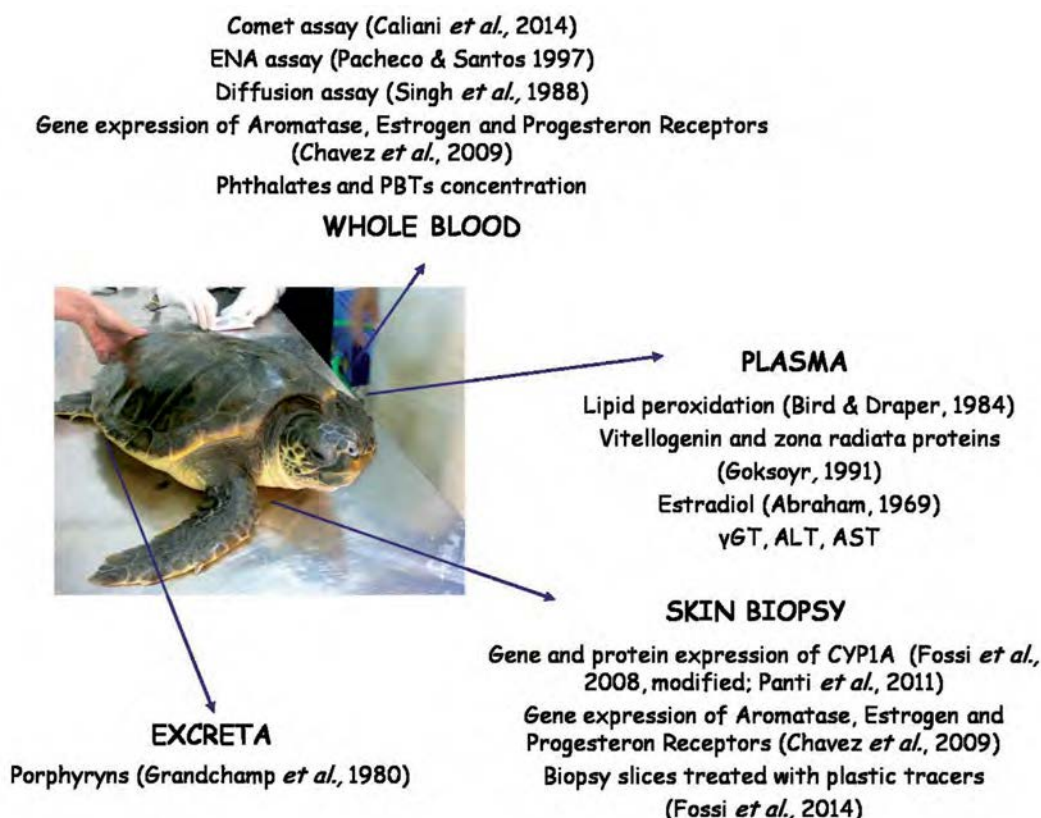 Comet assay (Caliani et al., 2014)
ENA assay (Pacheco & Santos 1997)
Diffusion assay (Singh et al., 1988)
Gene expression of Aromatase, Estrogen and Progesteron Receptors
(Chavez et al., 2009)
Phthalates and PBTs concentration
WHOLE BLOOD
PLASMA
Lipid peroxidation (Bird & Draper, 1984)
Vitellogenin and zona radiata proteins
(Goksoyr, 1991)
Estradiol (Abraham, 1969)
γGT, ALT, AST
SKIN BIOPSY
Gene and protein expression of CYP1A (Fossi et al.,
2008, modified; Panti et al., 2011)
Gene expression of Aromatase, Estrogen and
Progesteron Receptors (Chavez et al., 2009)
Biopsy slices treated with plastic tracers
(Fossi et al., 2014)
EXCRETA
Porphyryns (Grandchamp et al., 1980)